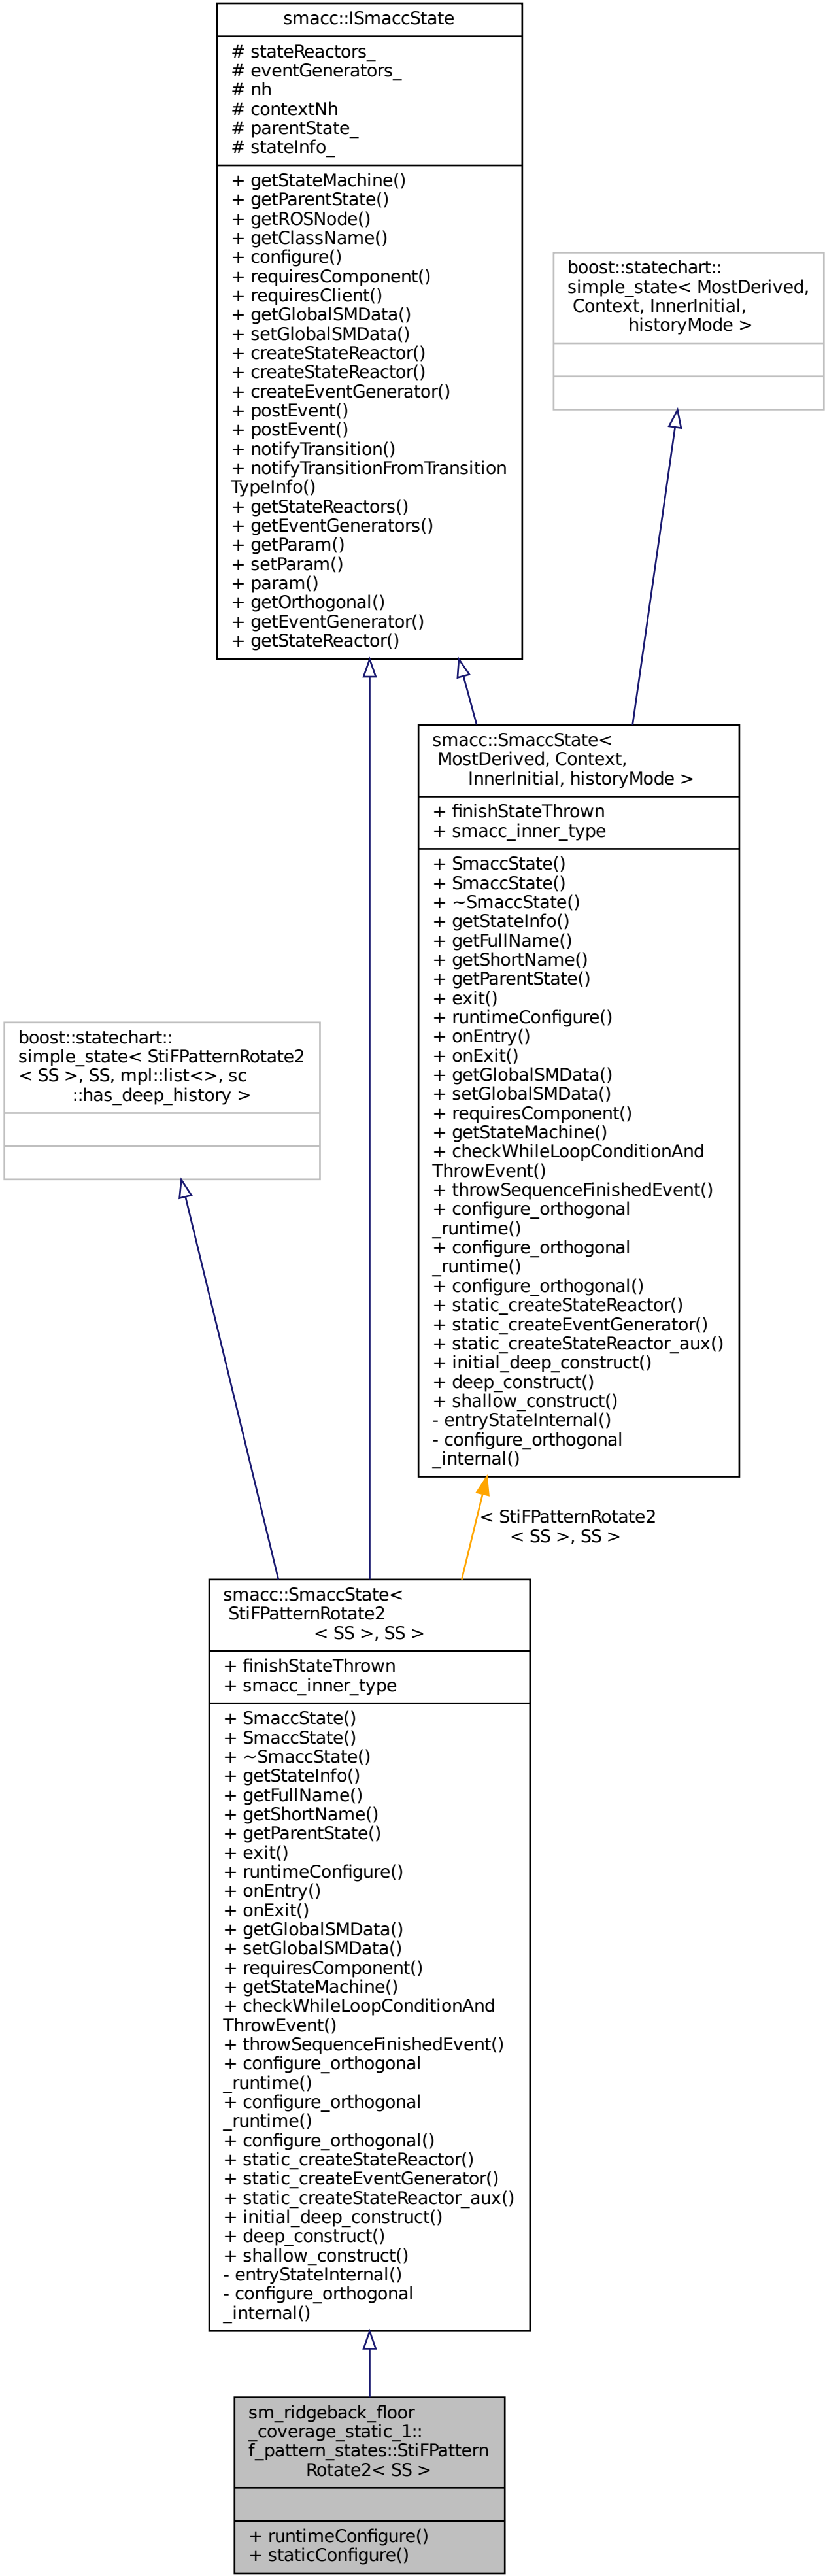 smacc::ISmaccState
# stateReactors_
# eventGenerators_
# nh
# contextNh
# parentState_
# stateInfo_
+ getStateMachine()
+ getParentState()
+ getROSNode()
+ getClassName()
+ configure()
+ requiresComponent()
+ requiresClient()
+ getGlobalSMData()
+ setGlobalSMData()
+ createStateReactor()
+ createStateReactor()
+ createEventGenerator()
+ postEvent()
+ postEvent()
+ notifyTransition()
+ notifyTransitionFromTransition
TypeInfo()
+ getStateReactors()
+ getEventGenerators()
+ getParam()
+ setParam()
+ param()
+ getOrthogonal()
+ getEventGenerator()
+ getStateReactor()
boost::statechart::
simple_state< MostDerived,
Context, InnerInitial,
historyMode >
smacc::SmaccState<
MostDerived, Context,
InnerInitial, historyMode >
+ finishStateThrown
+ smacc_inner_type
+ SmaccState()
+ SmaccState()
+ ~SmaccState()
+ getStateInfo()
+ getFullName()
+ getShortName()
+ getParentState()
+ exit()
+ runtimeConfigure()
+ onEntry()
+ onExit()
+ getGlobalSMData()
+ setGlobalSMData()
+ requiresComponent()
+ getStateMachine()
+ checkWhileLoopConditionAnd
ThrowEvent()
+ throwSequenceFinishedEvent()
+ configure_orthogonal
_runtime()
+ configure_orthogonal
_runtime()
+ configure_orthogonal()
+ static_createStateReactor()
+ static_createEventGenerator()
+ static_createStateReactor_aux()
+ initial_deep_construct()
+ deep_construct()
+ shallow_construct()
- entryStateInternal()
- configure_orthogonal
_internal()
boost::statechart::
simple_state< StiFPatternRotate2
< SS >, SS, mpl::list<>, sc
::has_deep_history >
< StiFPatternRotate2
< SS >, SS >
smacc::SmaccState<
StiFPatternRotate2
< SS >, SS >
+ finishStateThrown
+ smacc_inner_type
+ SmaccState()
+ SmaccState()
+ ~SmaccState()
+ getStateInfo()
+ getFullName()
+ getShortName()
+ getParentState()
+ exit()
+ runtimeConfigure()
+ onEntry()
+ onExit()
+ getGlobalSMData()
+ setGlobalSMData()
+ requiresComponent()
+ getStateMachine()
+ checkWhileLoopConditionAnd
ThrowEvent()
+ throwSequenceFinishedEvent()
+ configure_orthogonal
_runtime()
+ configure_orthogonal
_runtime()
+ configure_orthogonal()
+ static_createStateReactor()
+ static_createEventGenerator()
+ static_createStateReactor_aux()
+ initial_deep_construct()
+ deep_construct()
+ shallow_construct()
- entryStateInternal()
- configure_orthogonal
_internal()
sm_ridgeback_floor
_coverage_static_1::
f_pattern_states::StiFPattern
Rotate2< SS >
+ runtimeConfigure()
+ staticConfigure()